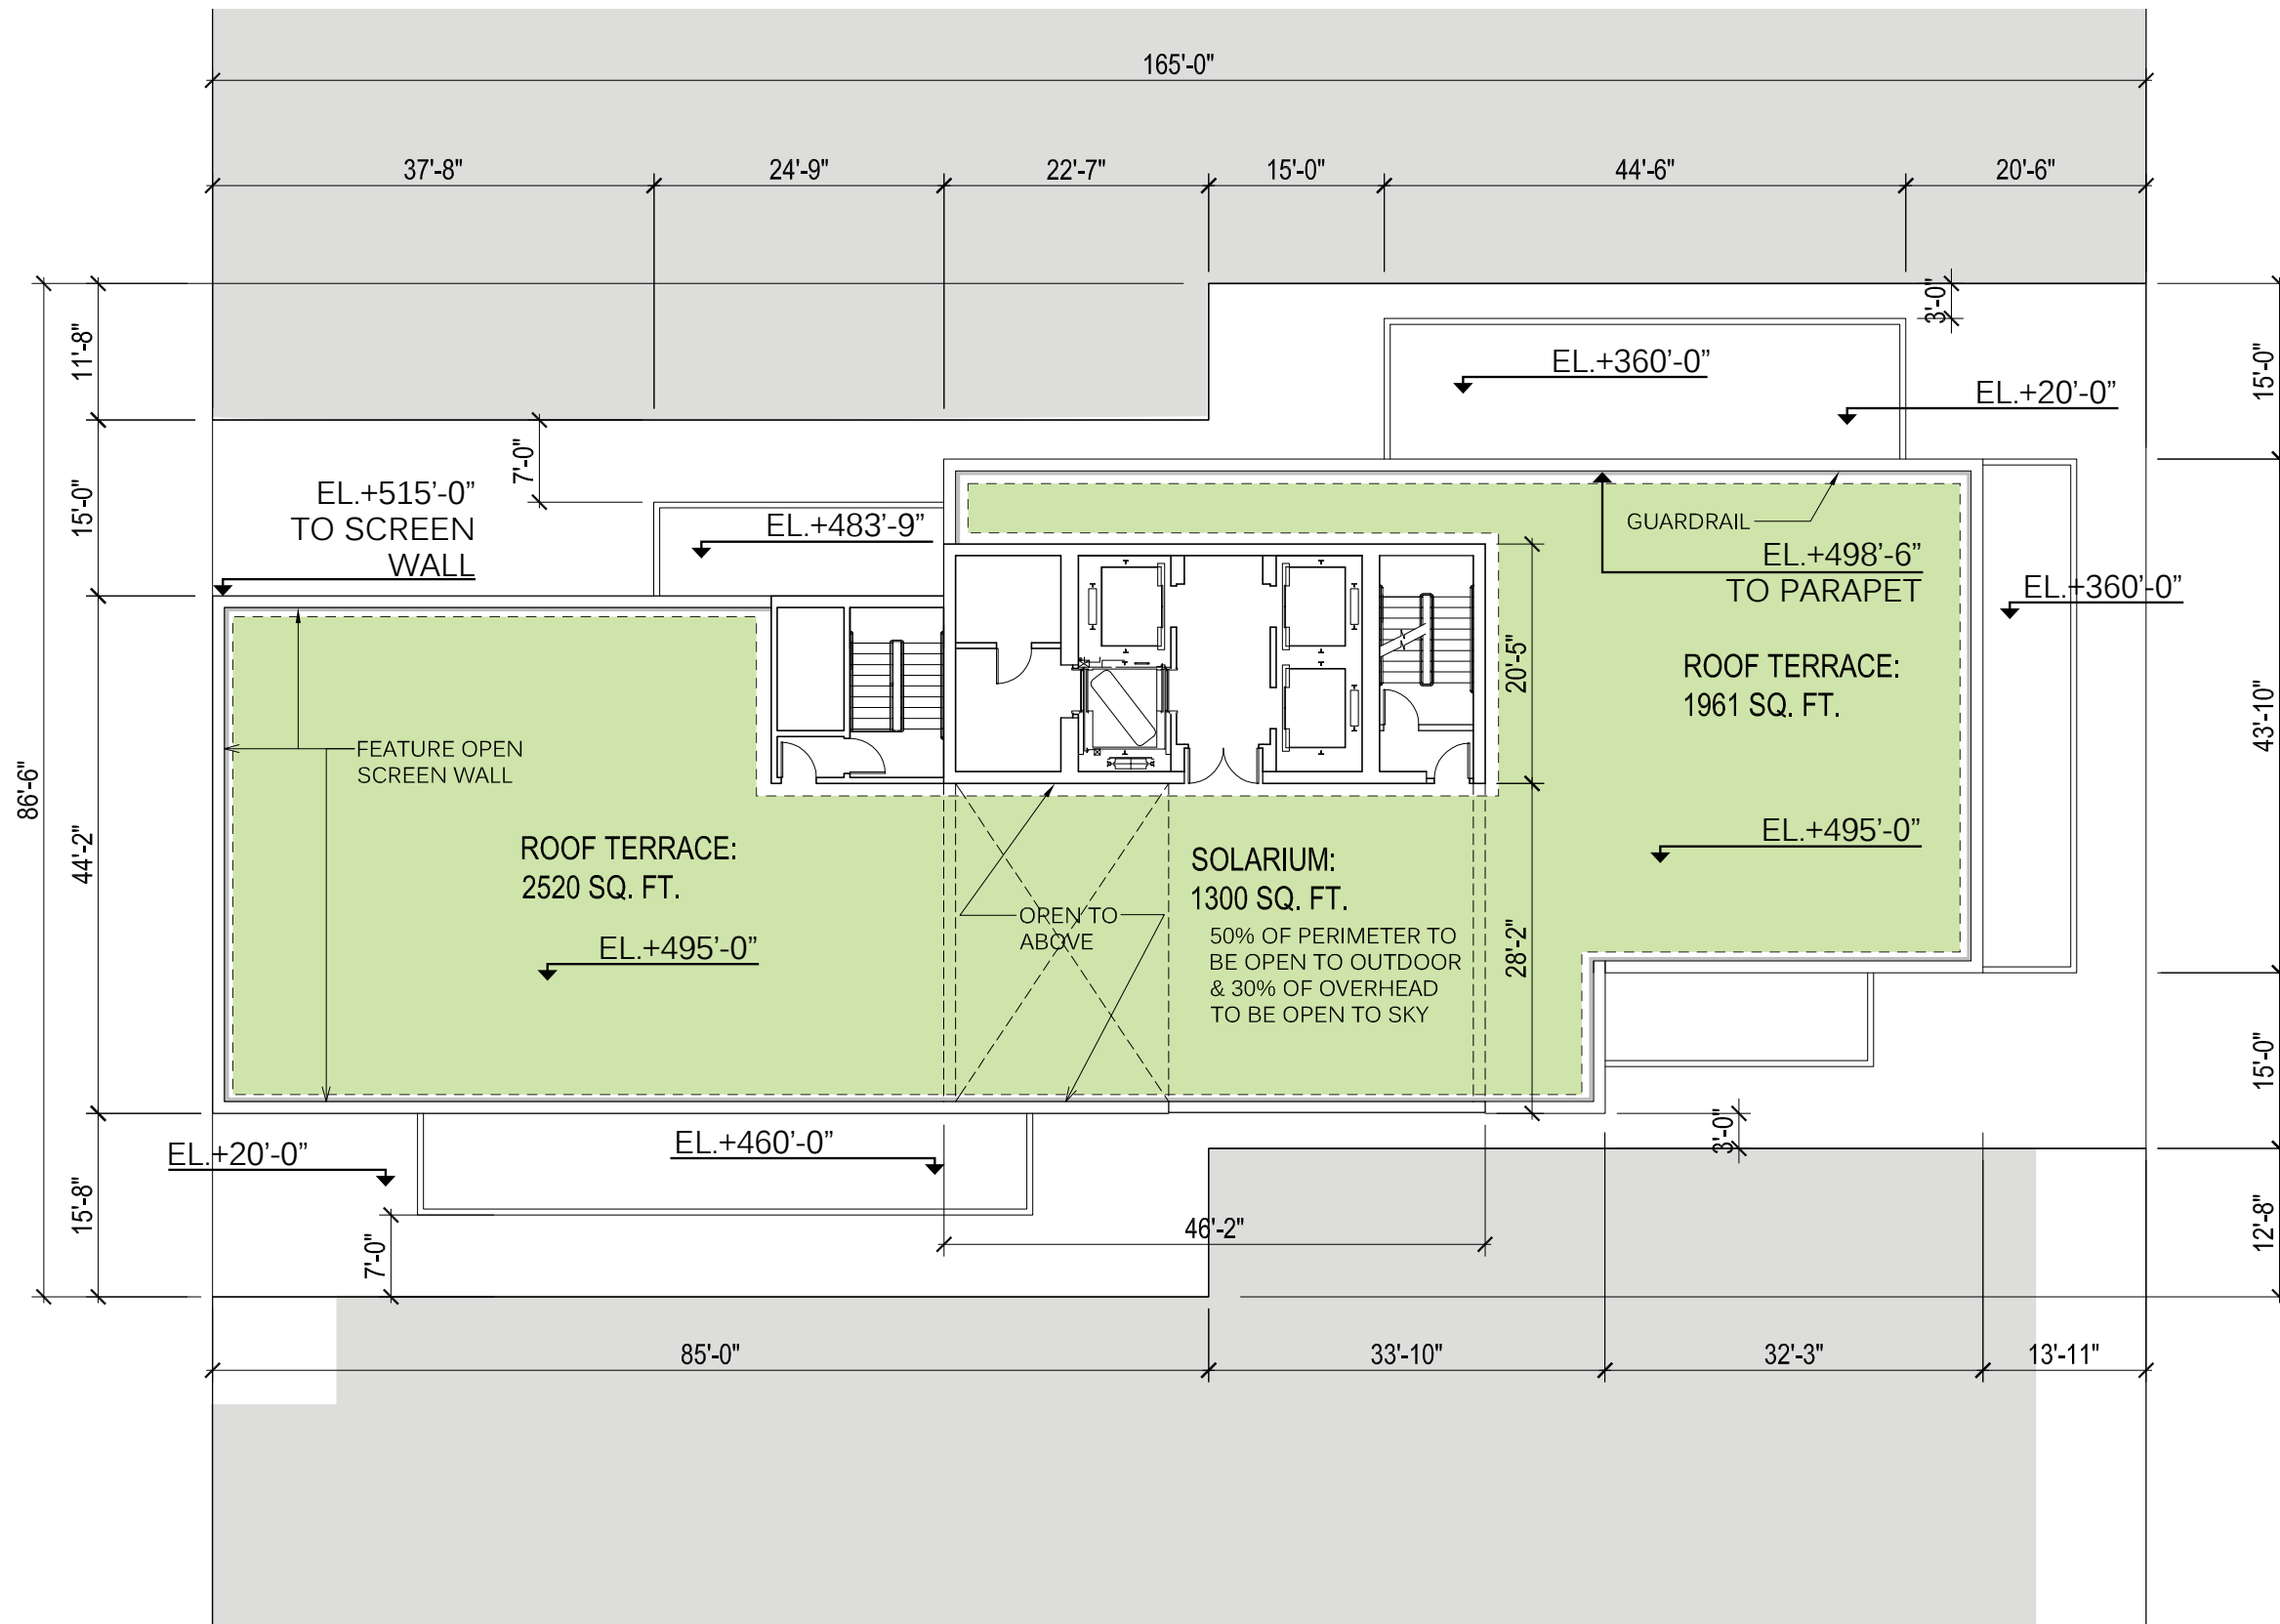 165'-0"
37'-8"
24'-9"
22'-7"
15'-0"
44'-6"
20'-6"
11'-8"
3'-0"
15'-0"
EL.+360'-0”
EL.+20'-0”
7'-0"
15'-0"
EL.+515'-0”
TO SCREEN
WALL
EL.+483'-9”
GUARDRAIL
EL.+498'-6”
TO PARAPET
EL.+360'-0”
20'-5"
ROOF TERRACE:
1961 SQ. FT.
43'-10"
FEATURE OPEN
SCREEN WALL
86'-6"
44'-2"
ROOF TERRACE:
2520 SQ. FT.
EL.+495'-0”
SOLARIUM:
1300 SQ. FT.
50% OF PERIMETER TO
BE OPEN TO OUTDOOR
& 30% OF OVERHEAD
TO BE OPEN TO SKY
OPEN TO
ABOVE
28'-2"
EL.+495'-0”
15'-0"
EL.+20'-0”
EL.+460'-0”
3'-0"
15'-8"
7'-0"
46'-2"
12'-8"
85'-0"
33'-10"
32'-3"
13'-11"